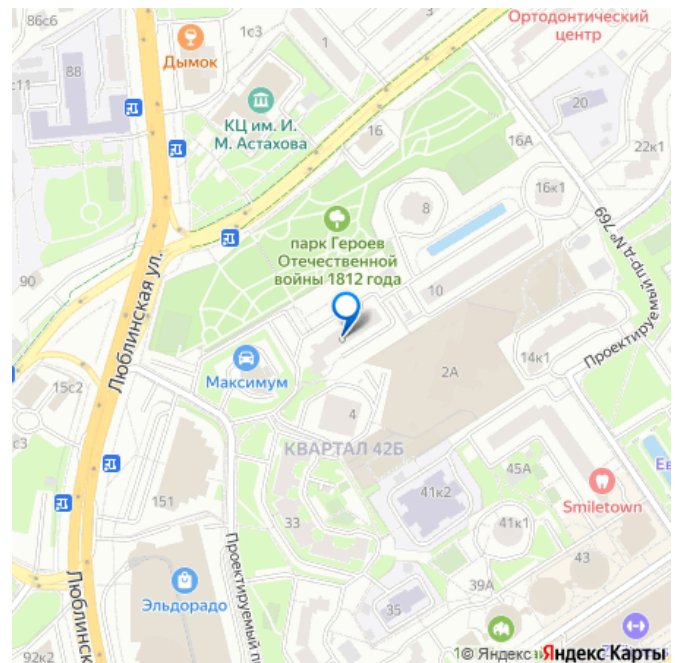 86с6
1с3
1
3
Ортодонтический
центр
Дымок
88
с11
КЦ им. И.
М. Астахова
16
20
16А
22к1
16к1
8
парк Героев
Отечественной
войны 1812 года
90
Люблинская ул.
10
Проектируемый пр-д № 769
Максимум
15с2
14к1
2А
4
с3
КВАРТАЛ 42Б
45А
41к2
Smiletown
151
33
41к1
43
Эльдорадо
39А
35
92к2
© Яндекс
Яндекс Карты